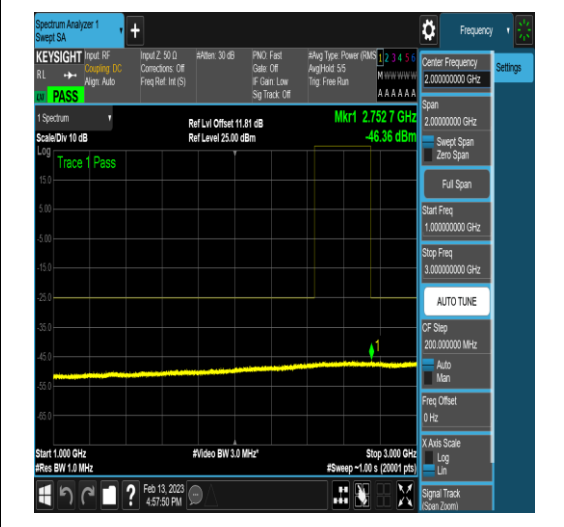 Spectrum Analyzer 1
Swept SA
Frequency
KEYSIGHT
RL
Align: Auto
Input: RF
Coupling: DC
Input Z: 50 Ω
Corrections: Off
Freq Ref: Int (S)
#Atten: 30 dB
PNO: Fast
Gate: Off
IF Gain: Low
Sig Track: Off
#Avg Type: Power (RMS
Avg|Hold: 5/5
Trig: Free Run
1 2 3 4 5 6
M W W W W W
A A A A A A
PASS
1 Spectrum
Scale/Div 10 dB
Ref Lvl Offset 11.81 dB
Ref Level 25.00 dBm
Mkr1 2.752 7 GHz
-46.36 dBm
Log
Trace 1 Pass
15.0
5.00
-5.00
-15.0
-25.0
-35.0
-45.0
-55.0
-65.0
1
Start 1.000 GHz
#Res BW 1.0 MHz
#Video BW 3.0 MHz*
Stop 3.000 GHz
#Sweep ~1.00 s (20001 pts)
Feb 13, 2023
4:57:50 PM
Center Frequency
2.000000000 GHz
Settings
Span
2.00000000 GHz
Swept Span
Zero Span
Full Span
Start Freq
1.000000000 GHz
Stop Freq
3.000000000 GHz
AUTO TUNE
CF Step
200.000000 MHz
Auto
Man
Freq Offset
0 Hz
X Axis Scale
Log
Lin
Signal Track
(Span Zoom)